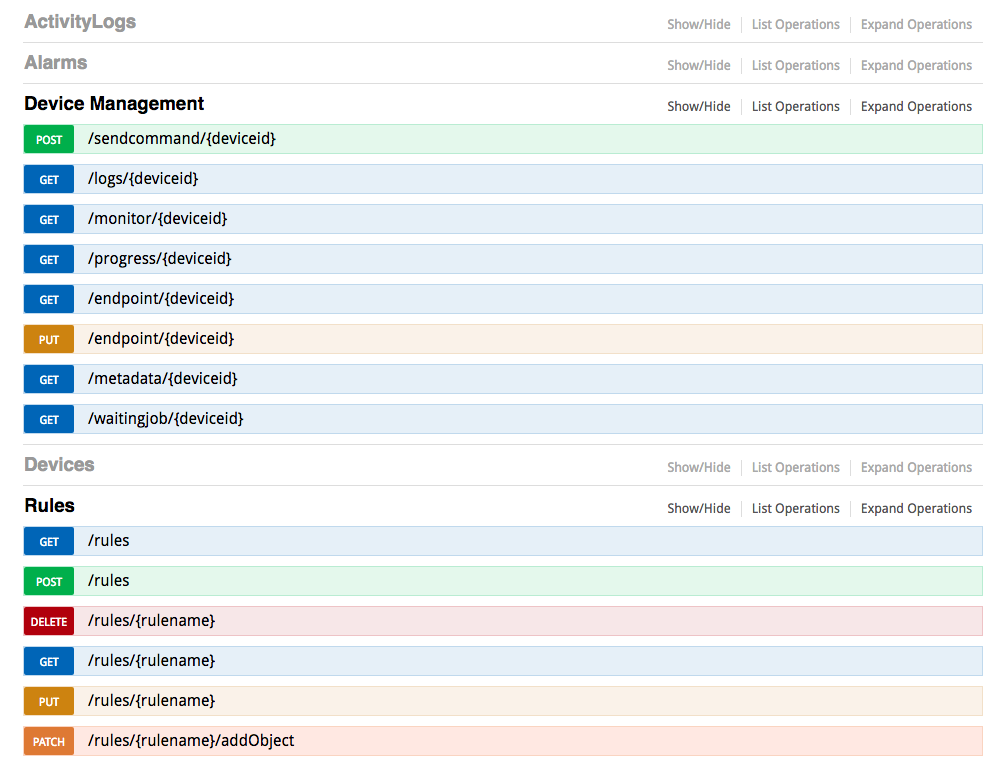 ActivityLogs Show/Hide List Operations Expand Operations
Alarms Show/Hide List Operations Expand Operations
Device Management Show/Hide List Operations Expand Operations
POST /sendcommand/{deviceid}
GET /logs/{deviceid}
GET /monitor/{deviceid}
GET /progress/{deviceid}
GET /endpoint/{deviceid}
PUT /endpoint/{deviceid}
GET /metadata/{deviceid}
GET /waitingjob/{deviceid}
Devices Show/Hide List Operations Expand Operations
Rules Show/Hide List Operations Expand Operations
GET /rules
POST /rules
DELETE /rules/{rulename}
GET /rules/{rulename}
PUT /rules/{rulename}
PATCH /rules/{rulename}/addObject